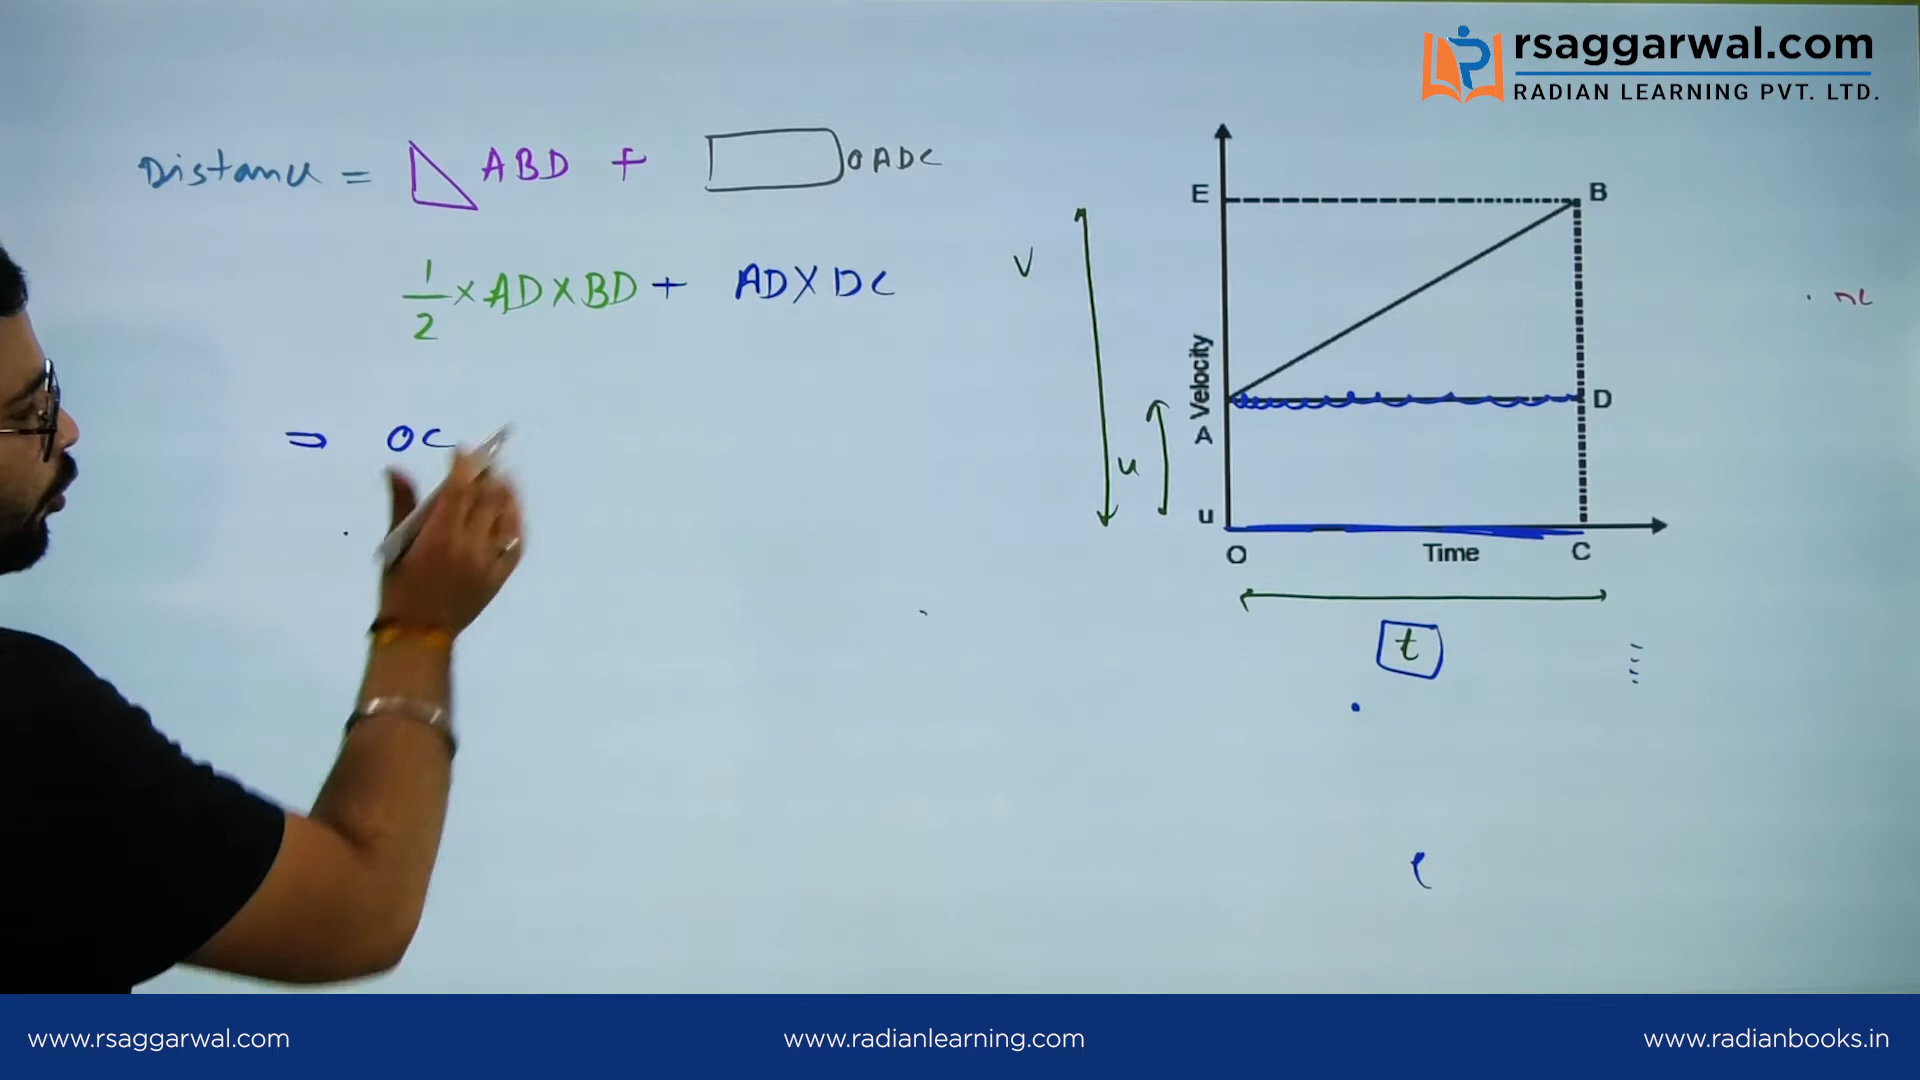 rsaggarwal.com
RADIAN LEARNING PVT. LTD.
Distance = ABD + OADC
1/2 × AD × BD + AD × DC
⇒ OC
E
B
V
Velocity
A
D
u
u
O
Time
C
t
www.rsaggarwal.com
www.radianlearning.com
www.radianbooks.in